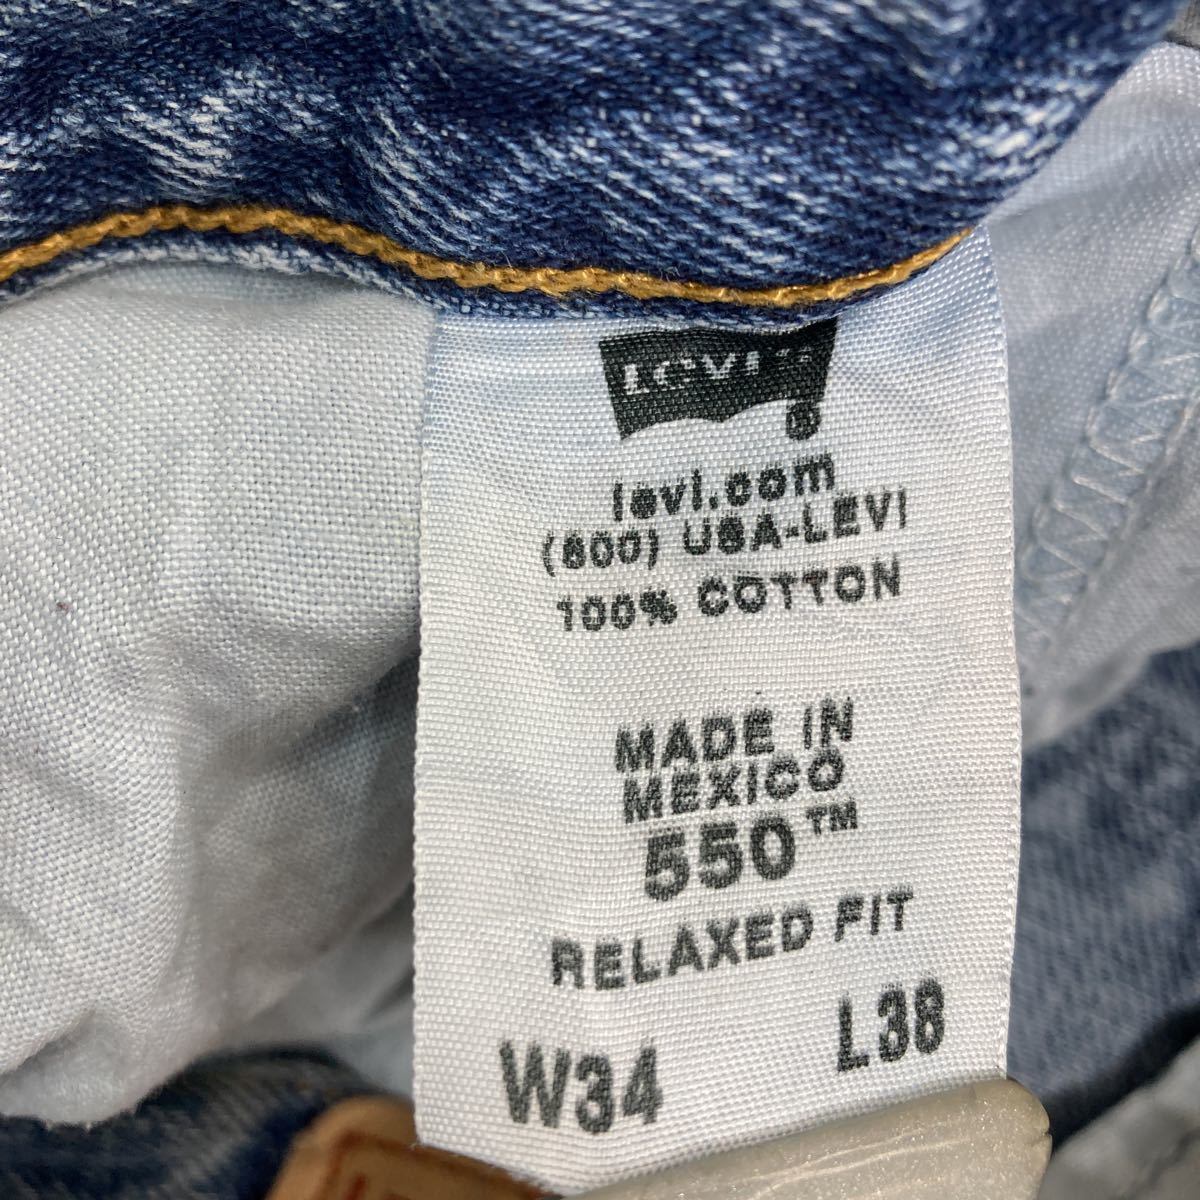 LEVI'S
®
levi.com
(800) USA-LEVI
100% COTTON
MADE IN
MEXICO
550™
RELAXED FIT
W34 L38